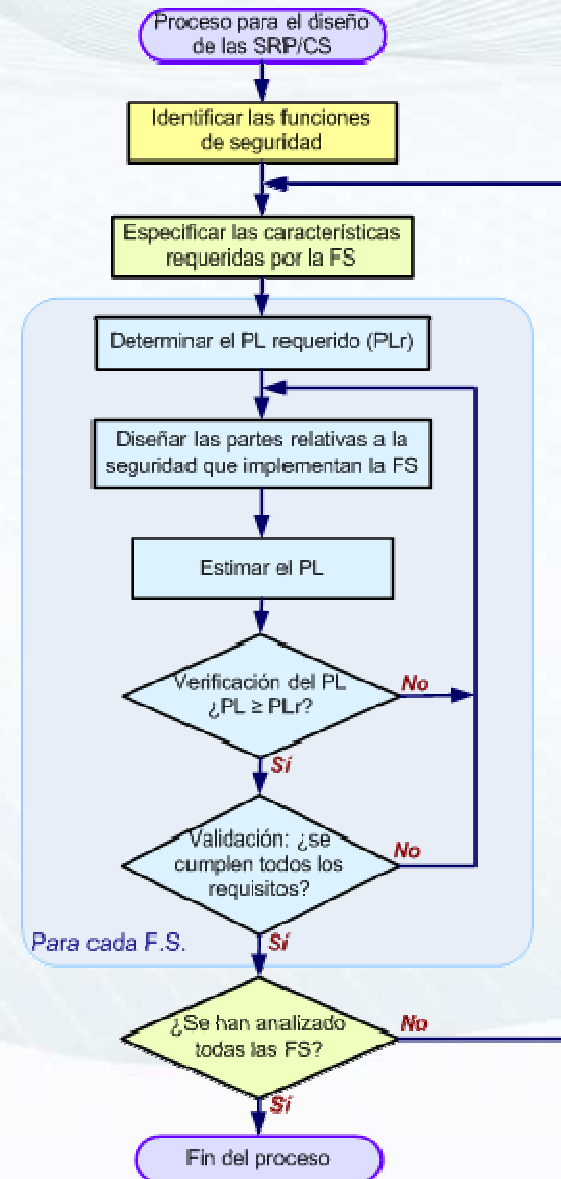 Proceso para el diseño
de las SRP/CS
Identificar las funciones
de seguridad
Especificar las características
requeridas por la FS
Determinar el PL requerido (PLr)
Diseñar las partes relativas a la
seguridad que implementan la FS
Estimar el PL
Verificación del PL
¿PL ≥ PLr?
No
Sí
Validación: ¿se
cumplen todos los
requisitos?
No
Para cada F.S.
Sí
¿Se han analizado
todas las FS?
No
Sí
Fin del proceso